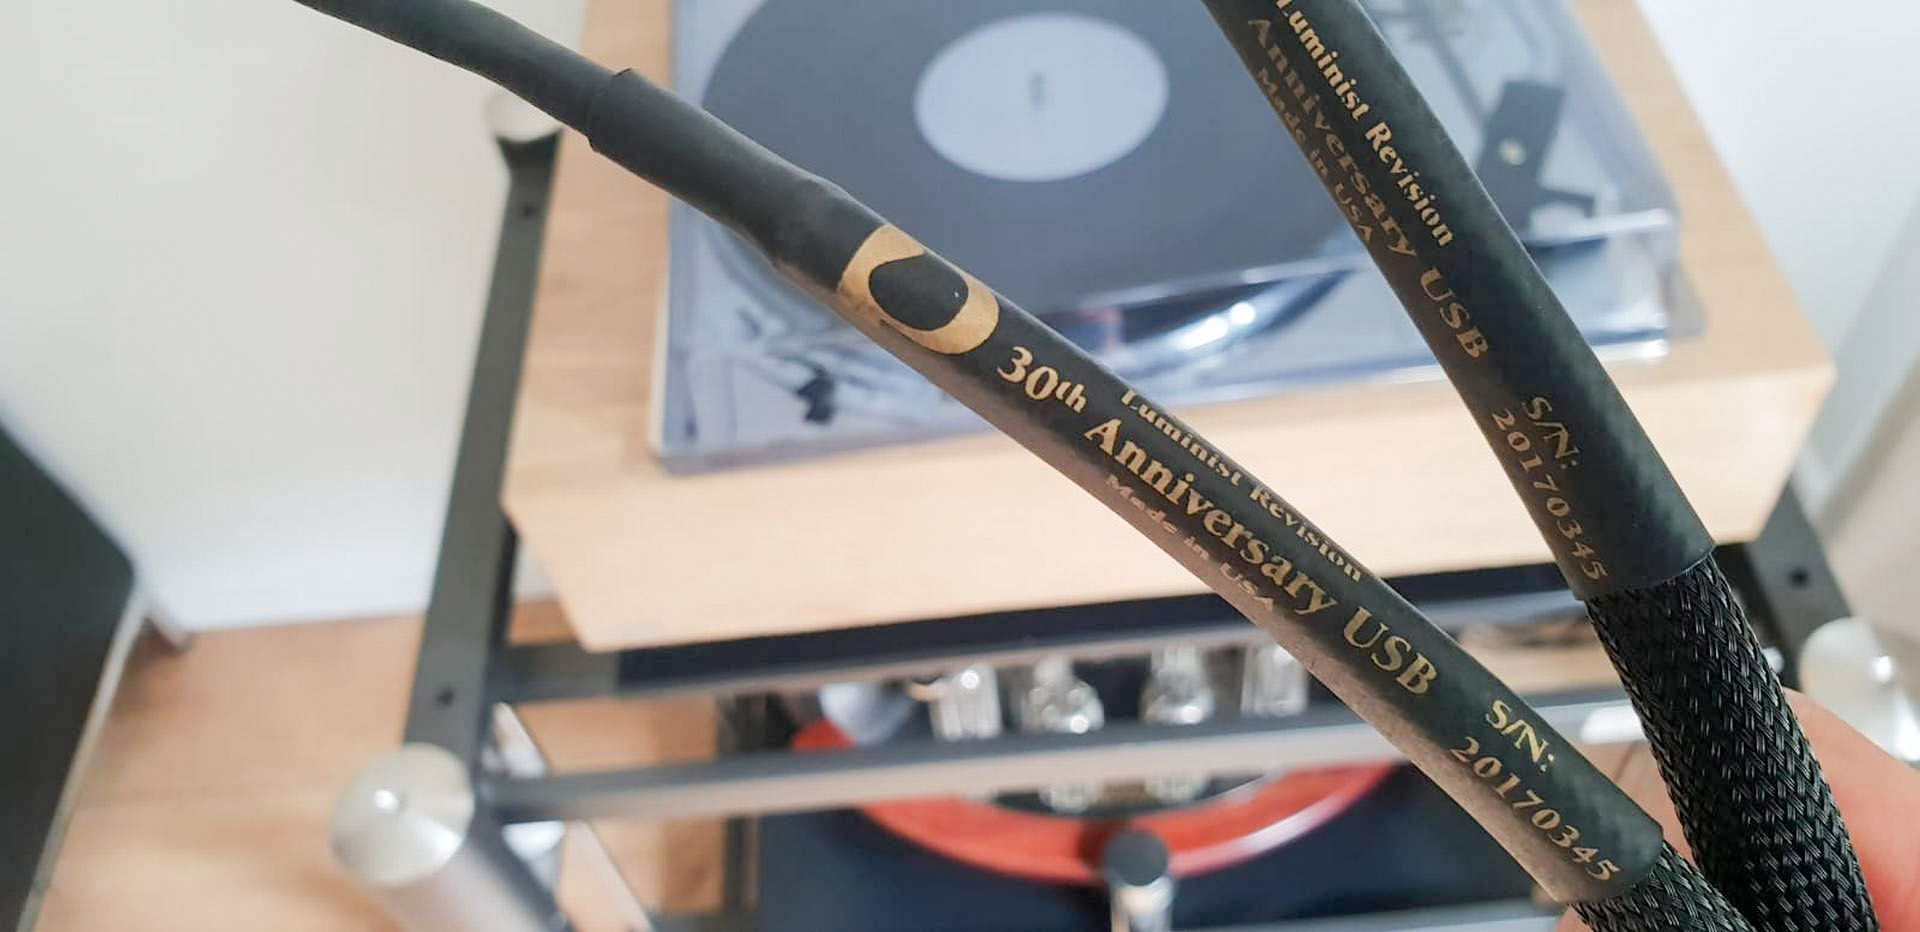 Luminist Revision
30th Anniversary USB
Made in USA
S/N:
20170345
Luminist Revision
Anniversary USB
Made in USA
S/N:
20170345